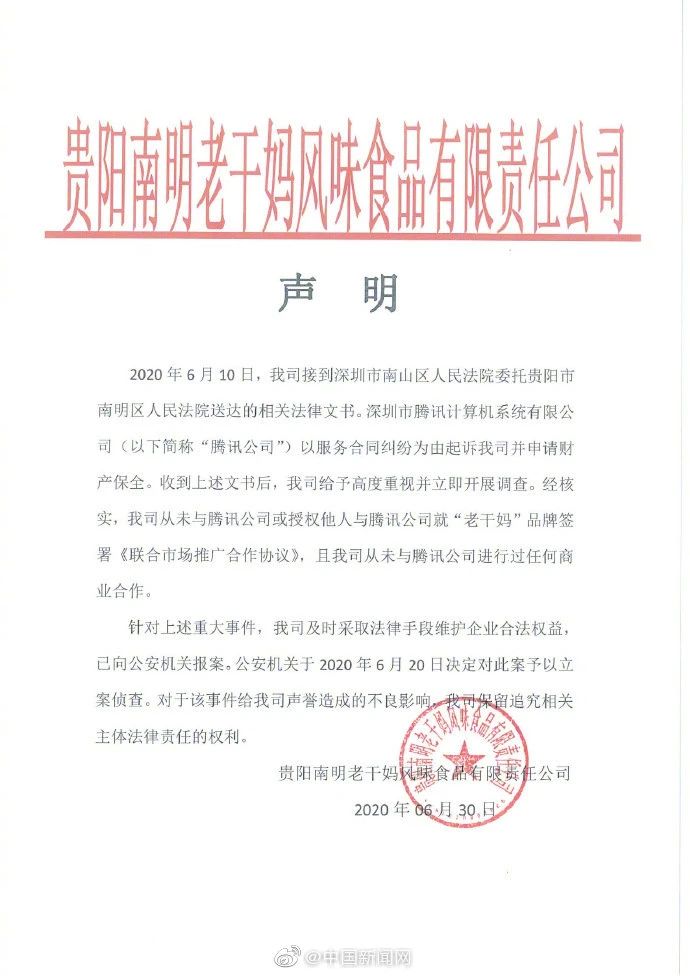 贵阳南明老干妈风味食品有限责任公司
声 明
2020 年 6 月 10 日，我司接到深圳市南山区人民法院委托贵阳市
南明区人民法院送达的相关法律文书。深圳市腾讯计算机系统有限公
司（以下简称“腾讯公司”）以服务合同纠纷为由起诉我司并申请财
产保全。收到上述文书后，我司给予高度重视并立即开展调查。经核
实，我司从未与腾讯公司或授权他人与腾讯公司就“老干妈”品牌签
署《联合市场推广合作协议》，且我司从未与腾讯公司进行过任何商
业合作。
针对上述重大事件，我司及时采取法律手段维护企业合法权益，
已向公安机关报案。公安机关于 2020 年 6 月 20 日决定对此案予以立
案侦查。对于该事件给我司声誉造成的不良影响，我司保留追究相关
主体法律责任的权利。
贵阳南明老干妈风味食品有限责任公司
2020 年 06 月 30 日
贵阳南明老干妈风味食品有限责任公司
@中国新闻网